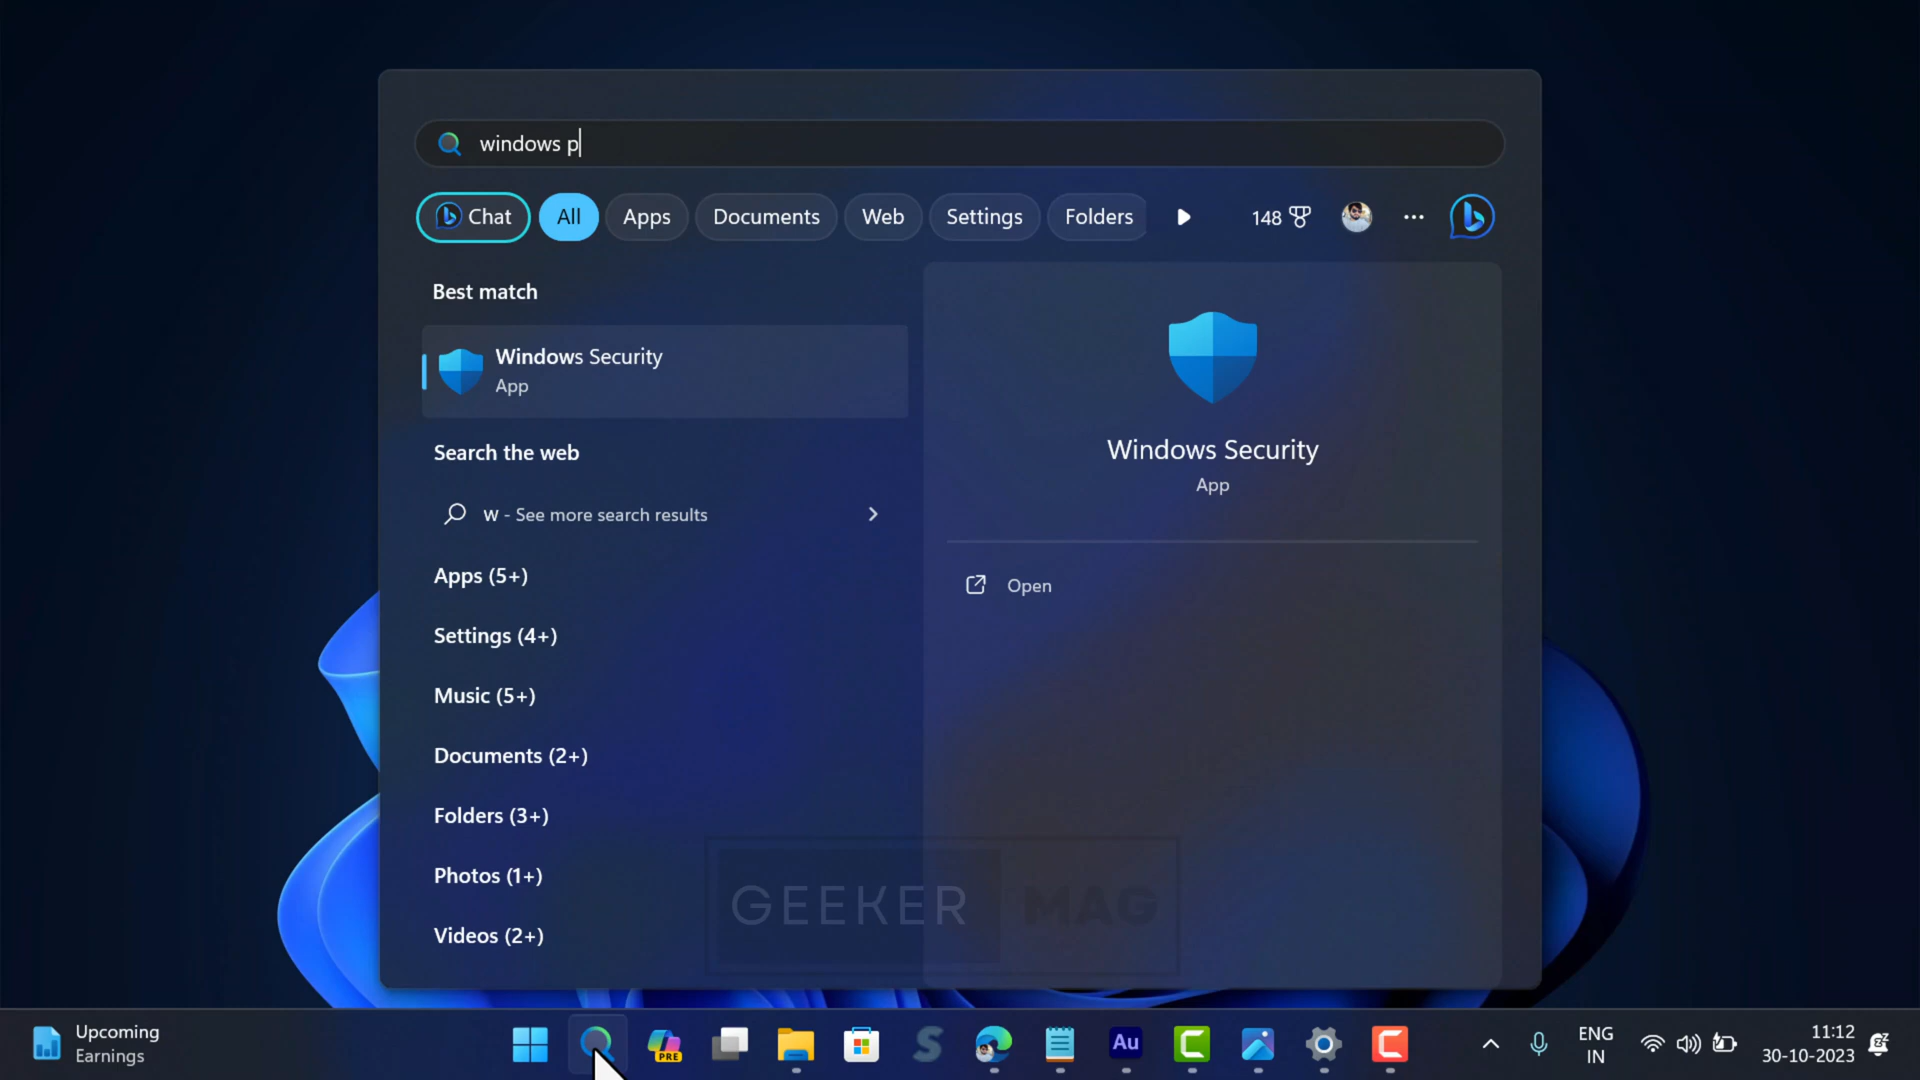 windows p
Chat
All
Apps
Documents
Web
Settings
Folders
148
Best match
Windows Security
App
Search the web
w - See more search results
Apps (5+)
Settings (4+)
Music (5+)
Documents (2+)
Folders (3+)
Photos (1+)
Videos (2+)
Windows Security
App
Open
GEEKER MAG
Upcoming
Earnings
PRE
Au
ENG
IN
11:12
30-10-2023